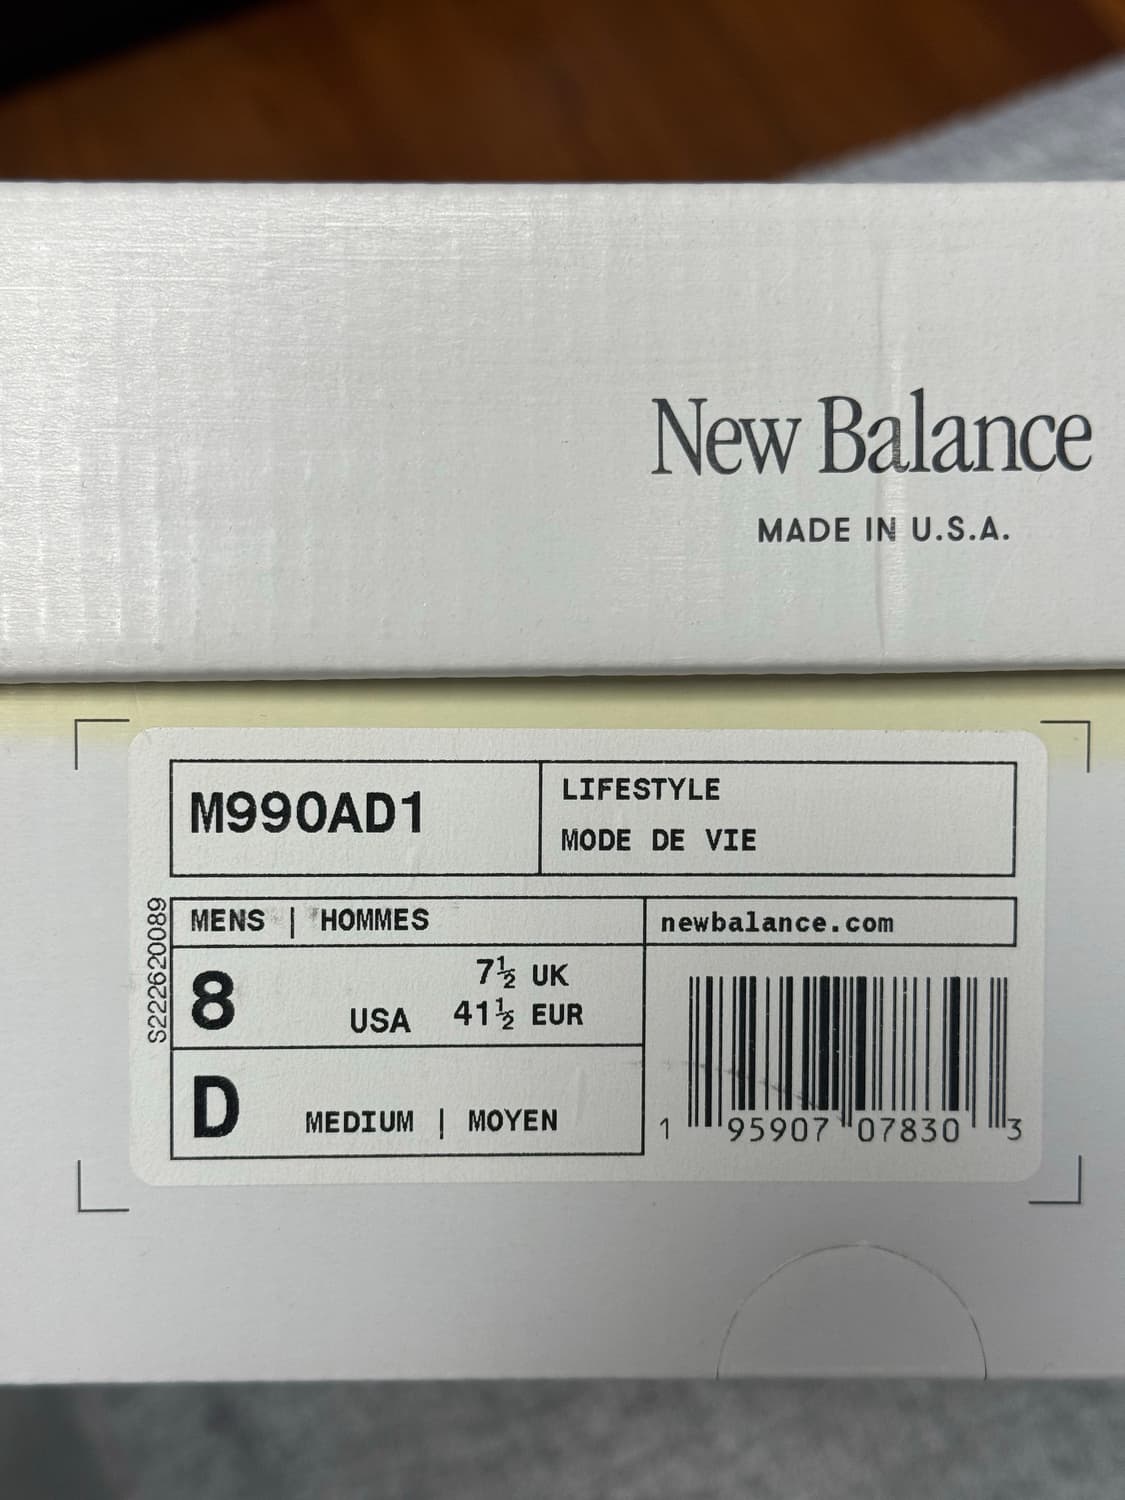 New Balance
MADE IN U.S.A.
M990AD1
LIFESTYLE
MODE DE VIE
S222620089
MENS | HOMMES
newbalance.com
8 USA
7½ UK
41½ EUR
D MEDIUM | MOYEN
1 95907 07830 3